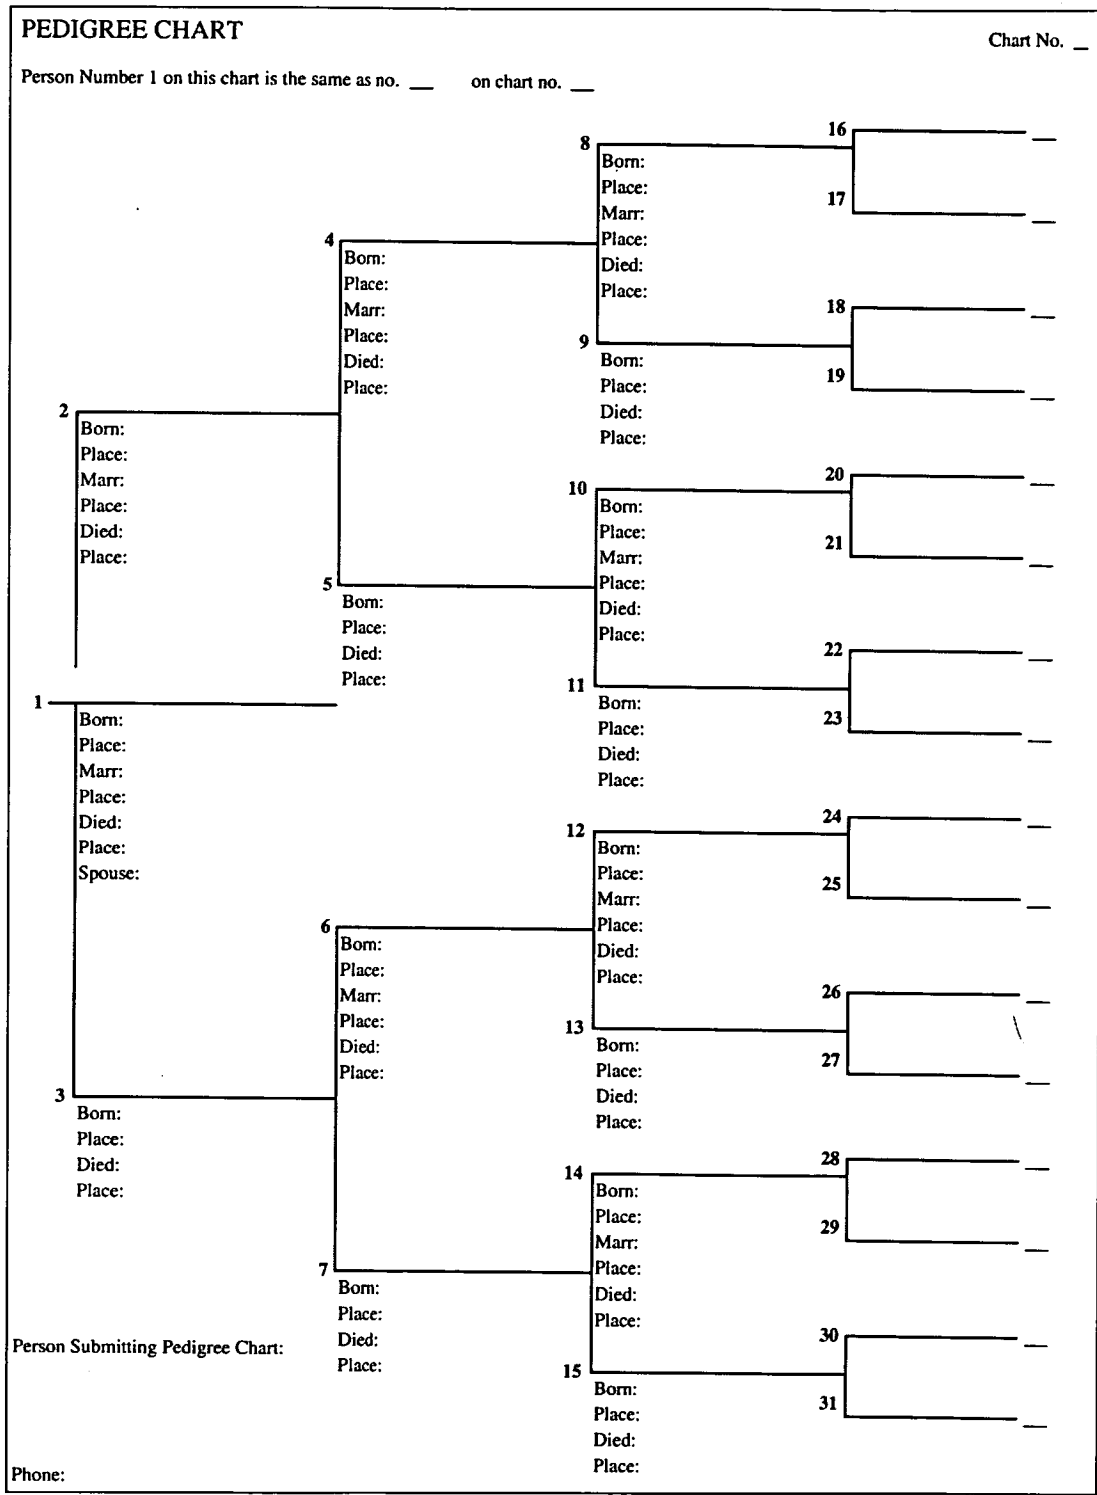 PEDIGREE CHART
Chart No. _
Person Number 1 on this chart is the same as no. __ on chart no. __
2
Born:
Place:
Marr:
Place:
Died:
Place:
1
Born:
Place:
Marr:
Place:
Died:
Place:
Spouse:
3
Born:
Place:
Died:
Place:
4
Born:
Place:
Marr:
Place:
Died:
Place:
5
Born:
Place:
Died:
Place:
6
Born:
Place:
Marr:
Place:
Died:
Place:
7
Born:
Place:
Died:
Place:
8
Born:
Place:
Marr:
Place:
Died:
Place:
9
Born:
Place:
Died:
Place:
10
Born:
Place:
Marr:
Place:
Died:
Place:
11
Born:
Place:
Died:
Place:
12
Born:
Place:
Marr:
Place:
Died:
Place:
13
Born:
Place:
Died:
Place:
14
Born:
Place:
Marr:
Place:
Died:
Place:
15
Born:
Place:
Died:
Place:
16
17
18
19
20
21
22
23
24
25
26
27
28
29
30
31
Person Submitting Pedigree Chart:
Phone: